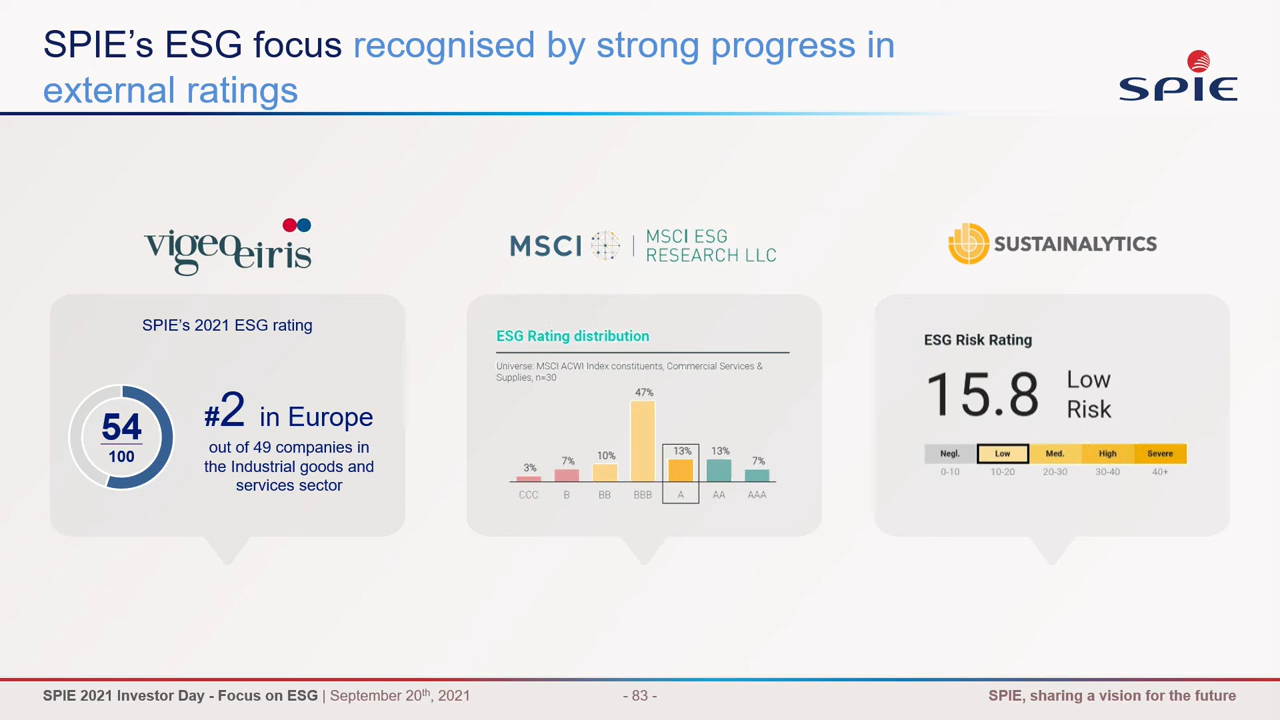 SPIE's ESG focus recognised by strong progress in
external ratings
SPIE
vigeo
eiris
MSCI | MSCI ESG
RESEARCH LLC
SUSTAINALYTICS
SPIE's 2021 ESG rating
54
100
#2 in Europe
out of 49 companies in
the Industrial goods and
services sector
ESG Rating distribution
Universe: MSCI ACWI Index constituents, Commercial Services &
Supplies, n=30
3% 7% 10% 47% 13% 13% 7%
CCC B BB BBB A AA AAA
ESG Risk Rating
15.8 Low
Risk
Negl. Low Med. High Severe
0-10 10-20 20-30 30-40 40+
SPIE 2021 Investor Day - Focus on ESG | September 20th, 2021
- 83 -
SPIE, sharing a vision for the future